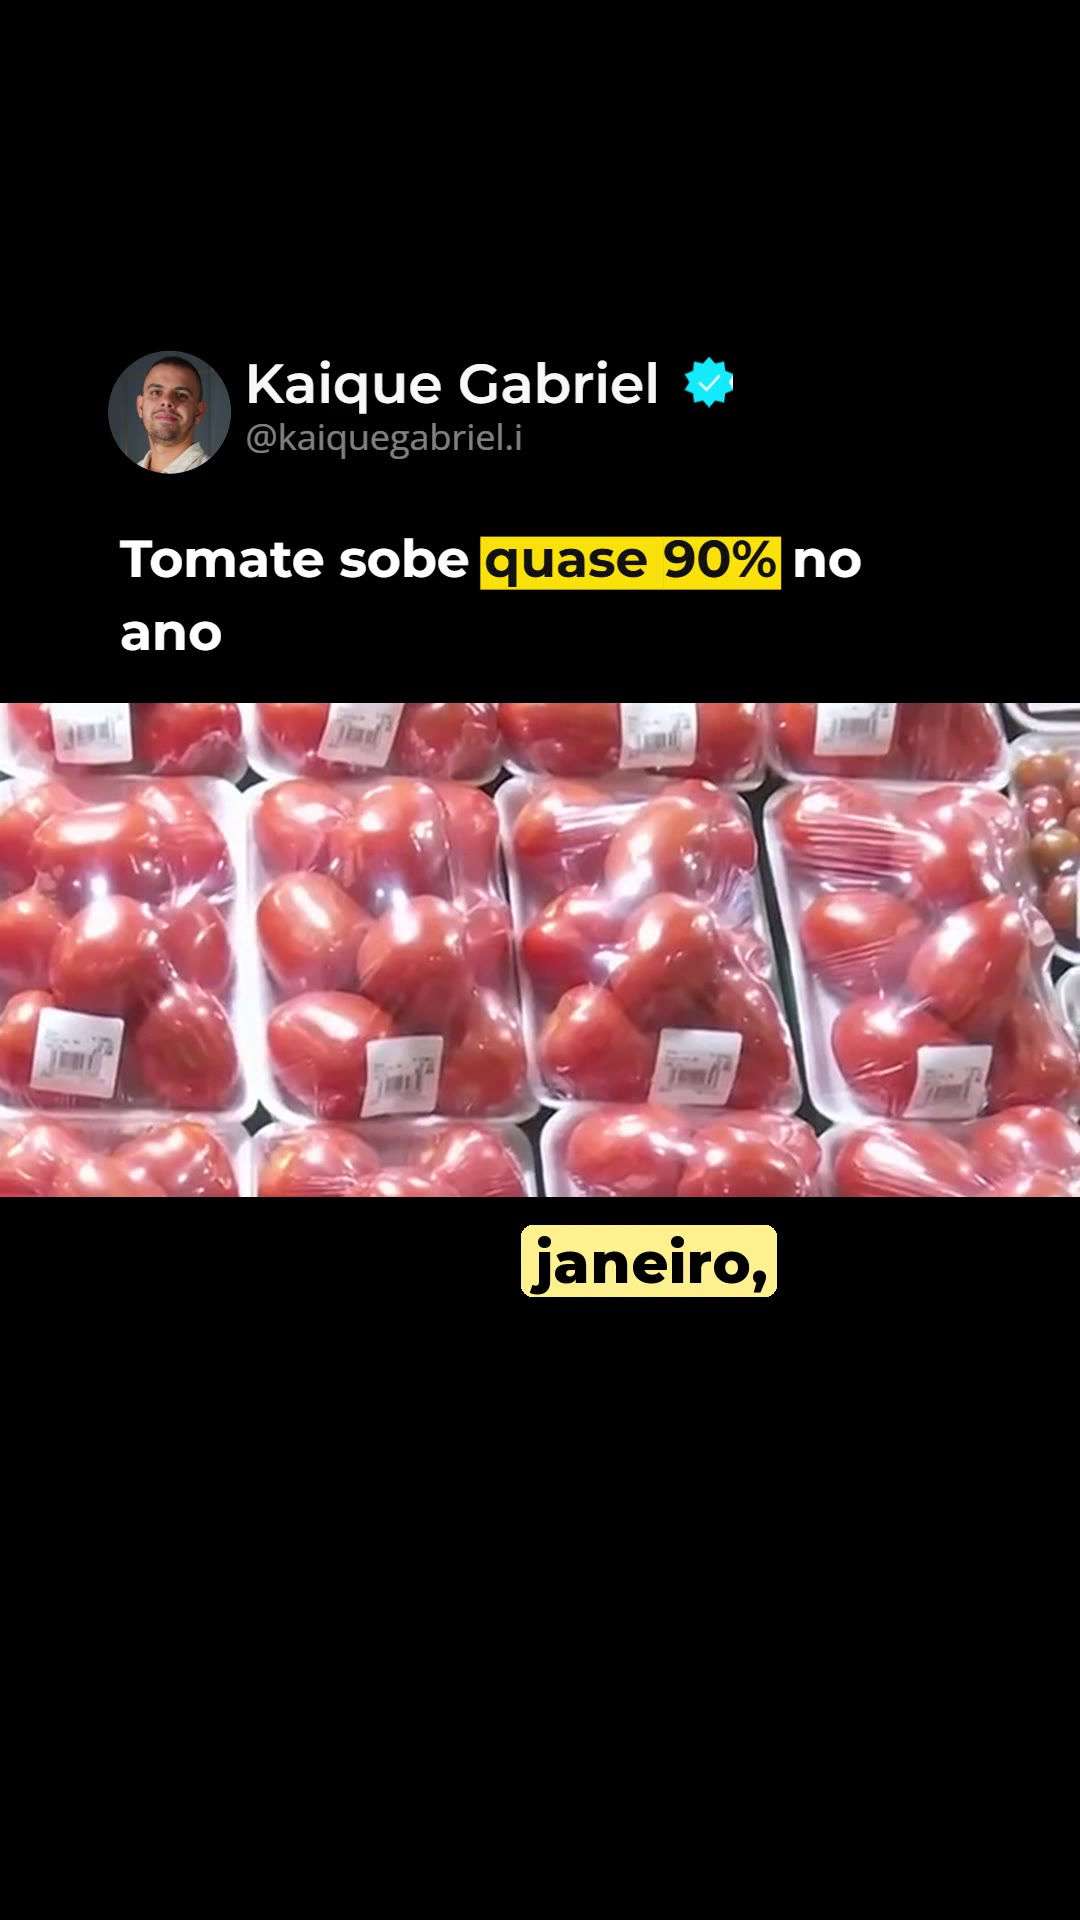 Kaique Gabriel
@kaiquegabriel.i
Tomate sobe quase 90% no
ano
janeiro,